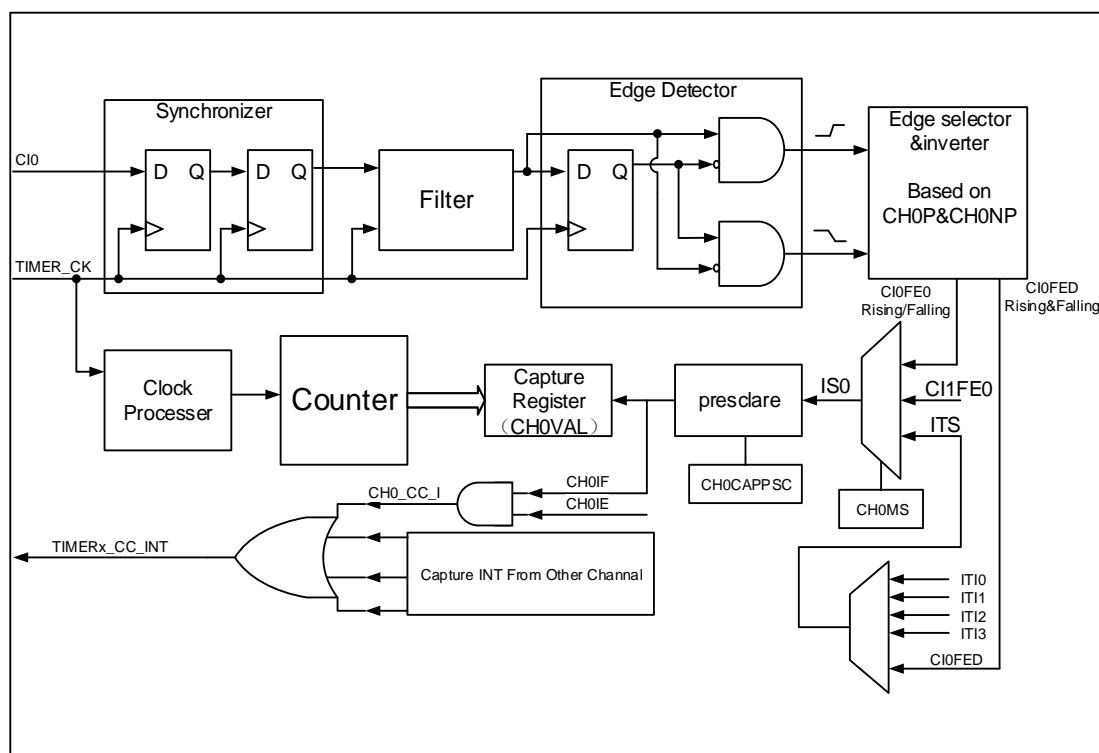 Synchronizer
Edge Detector
Edge selector
&inverter
Based on
CH0P&CH0NP
CI0
D Q
D Q
Filter
D Q
TIMER_CK
CI0FE0
Rising/Falling
CI0FED
Rising&Falling
Clock
Processer
Counter
Capture
Register
（CH0VAL）
presclare
IS0
CI1FE0
ITS
CH0CAPPSC
CH0MS
CH0_CC_I
CH0IF
CH0IE
TIMERx_CC_INT
Capture INT From Other Channel
ITI0
ITI1
ITI2
ITI3
CI0FED